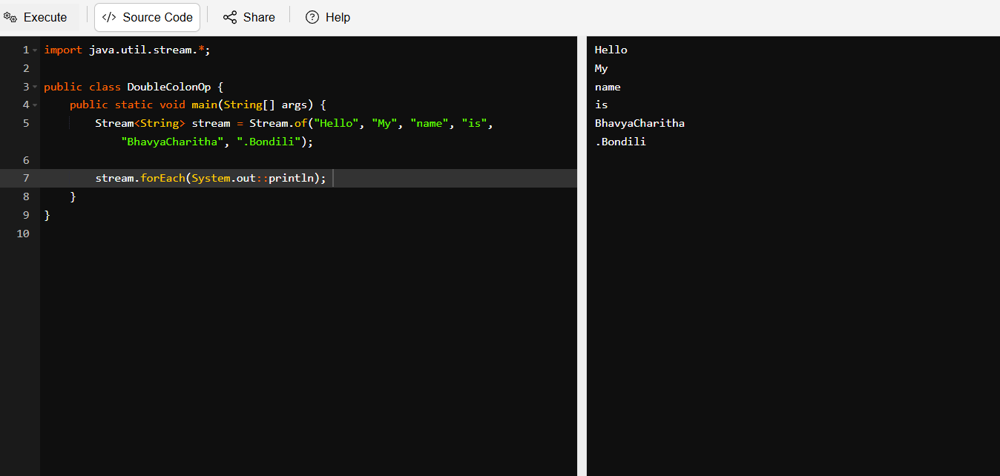 Execute Source Code Share Help
1 import java.util.stream.*;
2
3 public class DoubleColonOp {
4     public static void main(String[] args) {
5         Stream<String> stream = Stream.of("Hello", "My", "name", "is",
            "BhavyaCharitha", ".Bondili");
6
7         stream.forEach(System.out::println);
8     }
9 }
10
Hello
My
name
is
BhavyaCharitha
.Bondili